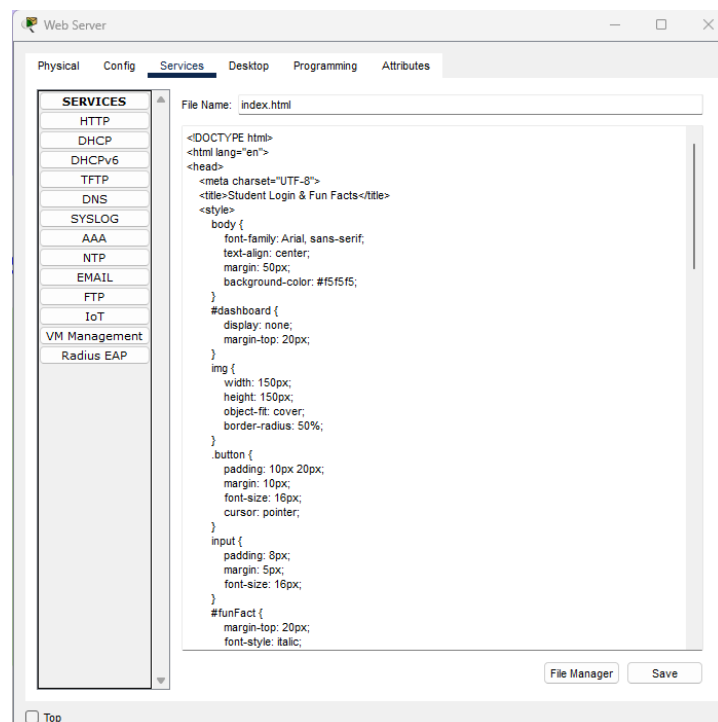 Web Server
Physical Config Services Desktop Programming Attributes
SERVICES
HTTP
DHCP
DHCPv6
TFTP
DNS
SYSLOG
AAA
NTP
EMAIL
FTP
IoT
VM Management
Radius EAP
File Name: index.html
<!DOCTYPE html>
<html lang="en">
<head>
<meta charset="UTF-8">
<title>Student Login & Fun Facts</title>
<style>
body {
font-family: Arial, sans-serif;
text-align: center;
margin: 50px;
background-color: #f5f5f5;
}
#dashboard {
display: none;
margin-top: 20px;
}
img {
width: 150px;
height: 150px;
object-fit: cover;
border-radius: 50%;
}
.button {
padding: 10px 20px;
margin: 10px;
font-size: 16px;
cursor: pointer;
}
input {
padding: 8px;
margin: 5px;
font-size: 16px;
}
#funFact {
margin-top: 20px;
font-style: italic;
File Manager Save
Top